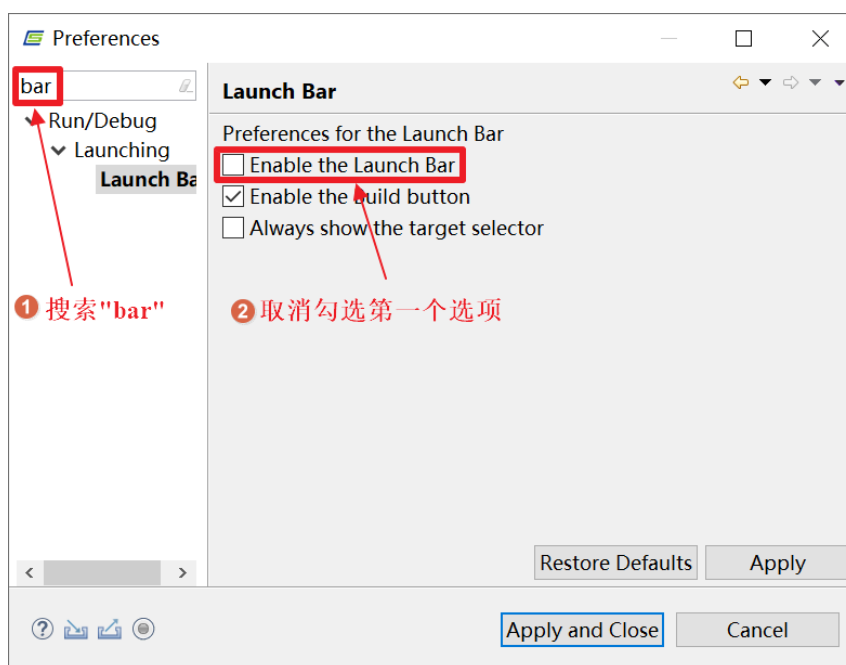 Preferences
bar
Launch Bar
Run/Debug
Launching
Launch Ba
Preferences for the Launch Bar
Enable the Launch Bar
Enable the build button
Always show the target selector
1 搜索"bar"
2 取消勾选第一个选项
Restore Defaults
Apply
Apply and Close
Cancel